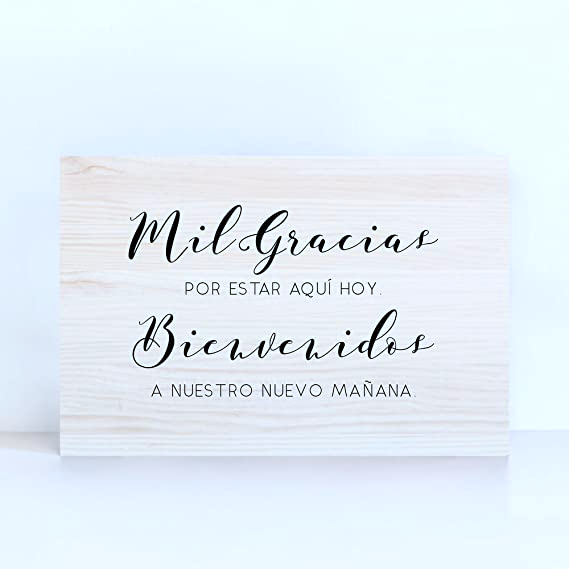 Mil Gracias
POR ESTAR AQUÍ HOY.
Bienvenidos
A NUESTRO NUEVO MAÑANA.